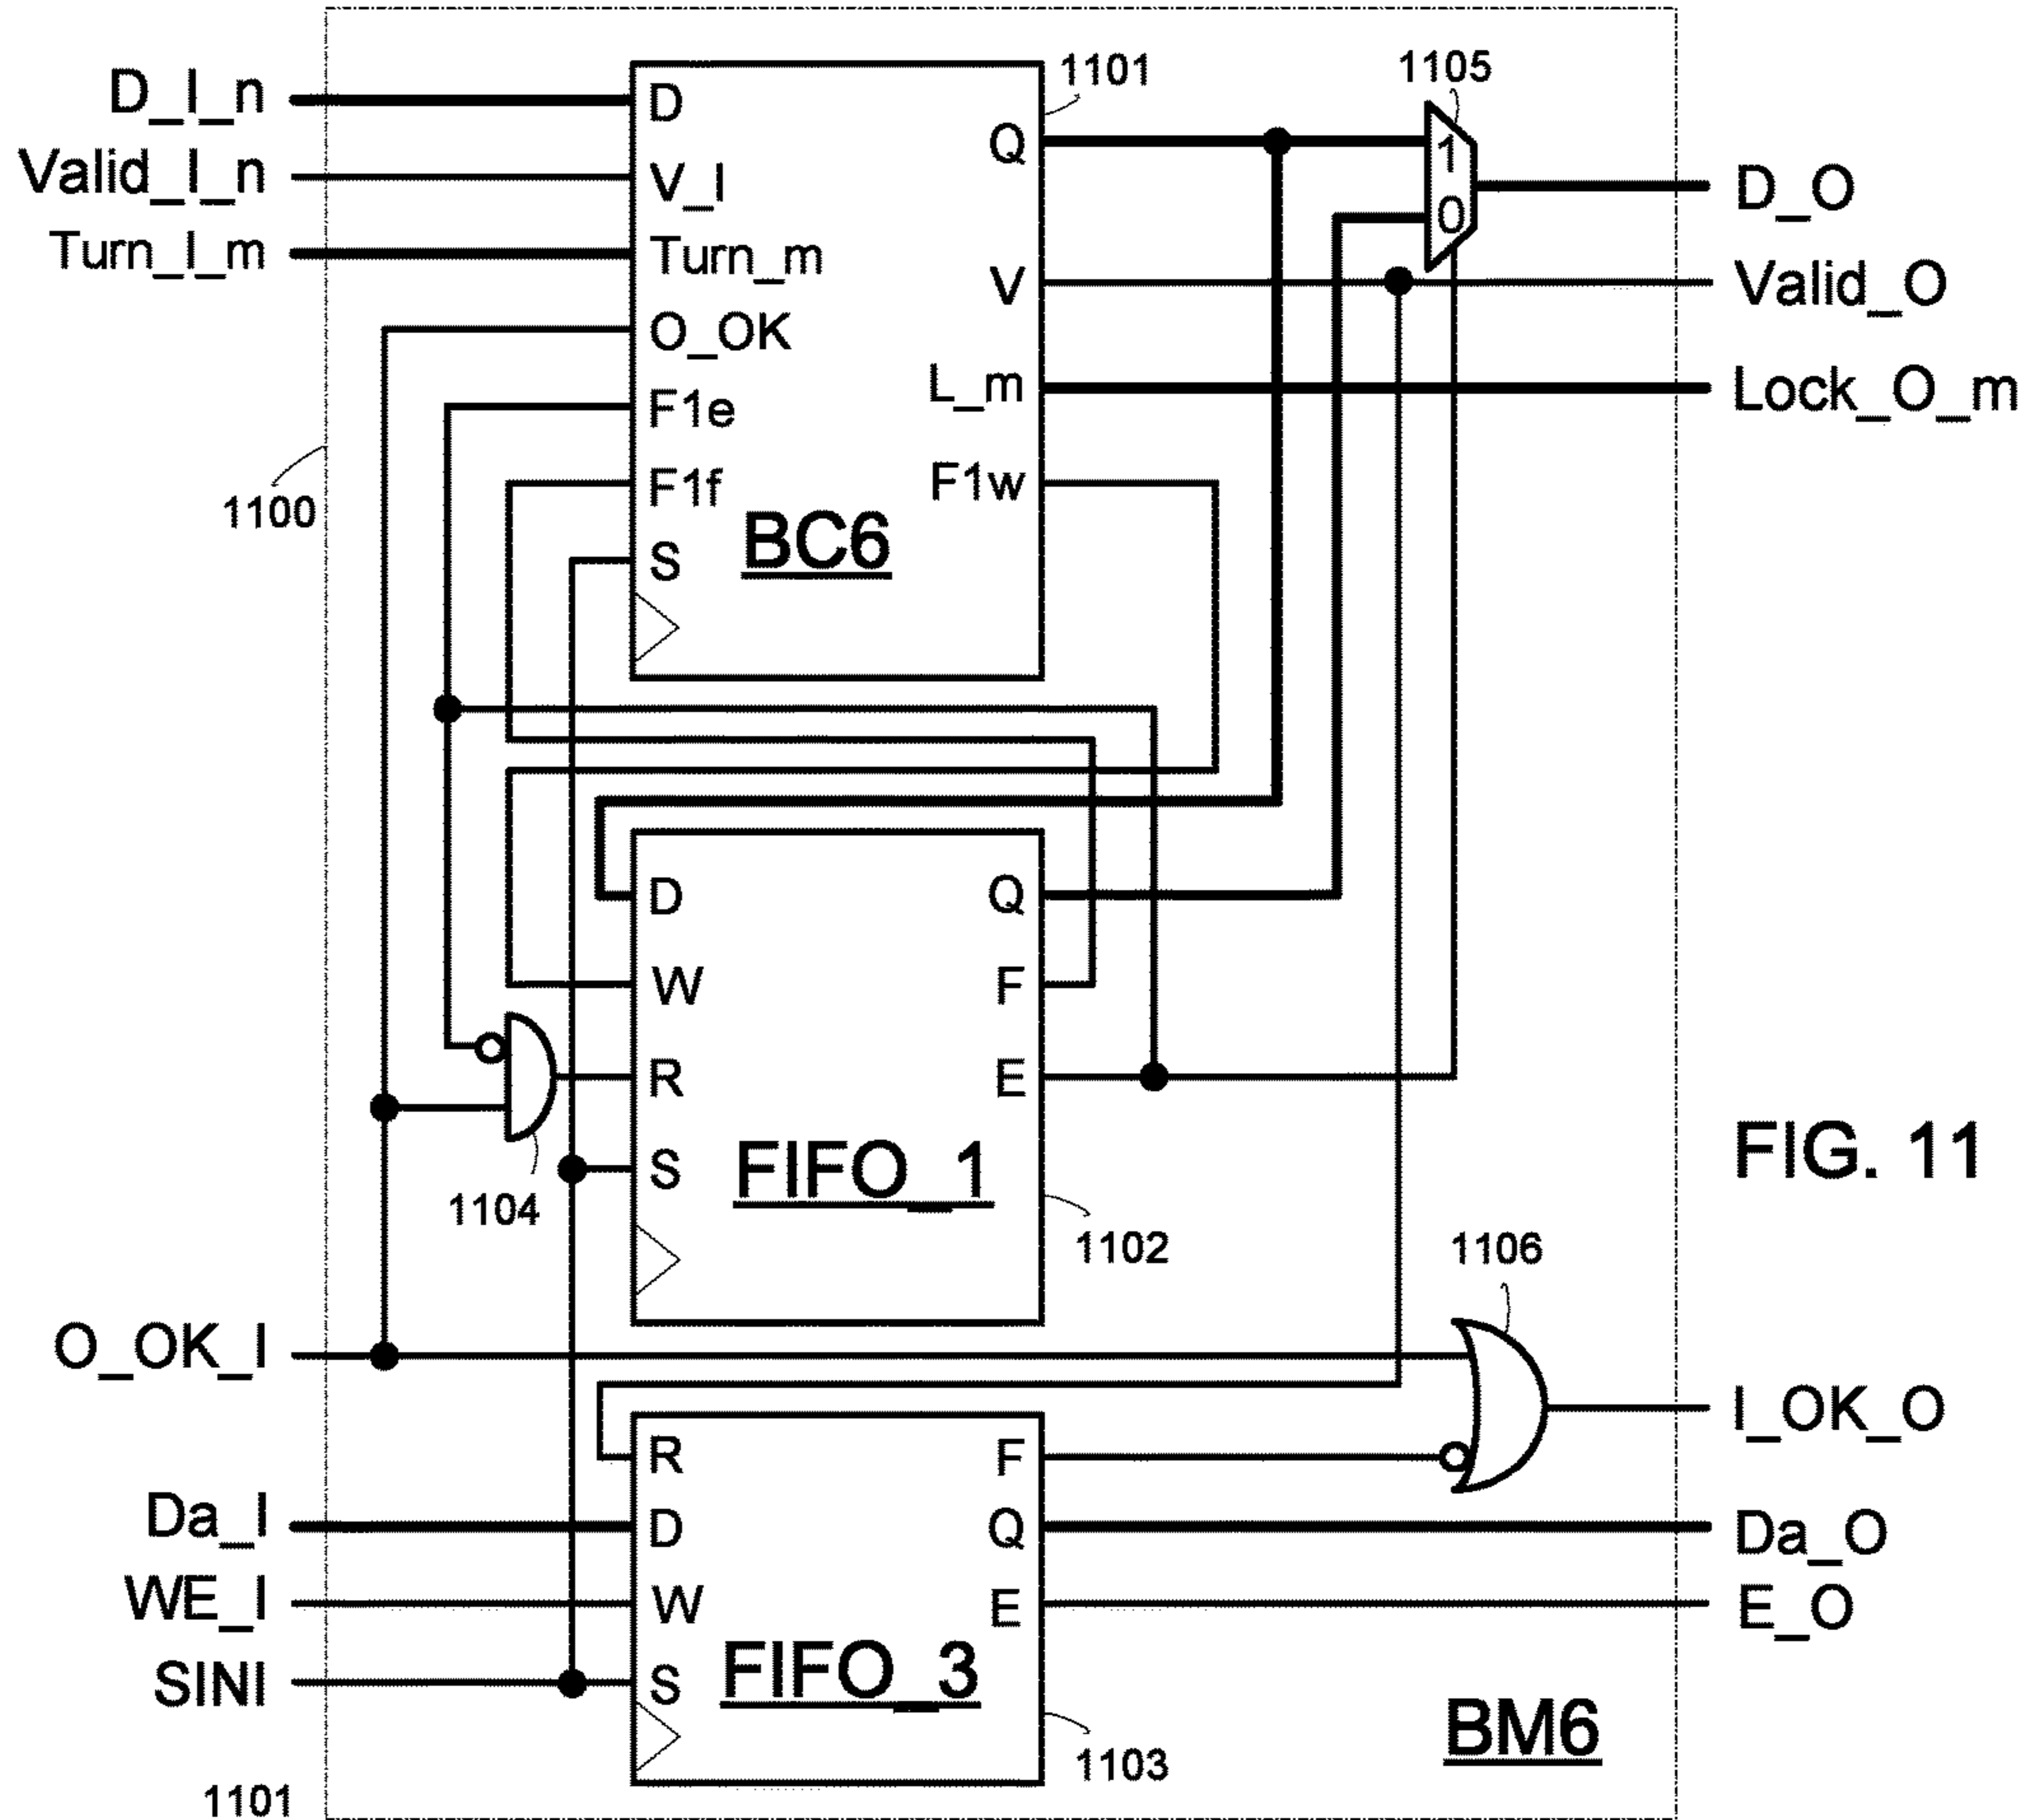 D_I_n
Valid_I_n
Turn_I_m
1100
O_OK_I
Da_I
WE_I
SINI
1101
D
V_I
Turn_m
O_OK
F1e
F1f
S
Q
V
L_m
F1w
BC6
1101
1105
1
0
D_O
Valid_O
Lock_O_m
D
W
R
S
Q
F
E
FIFO_1
1104
1102
FIG. 11
1106
R
D
W
S
F
Q
E
FIFO_3
1103
I_OK_O
Da_O
E_O
BM6